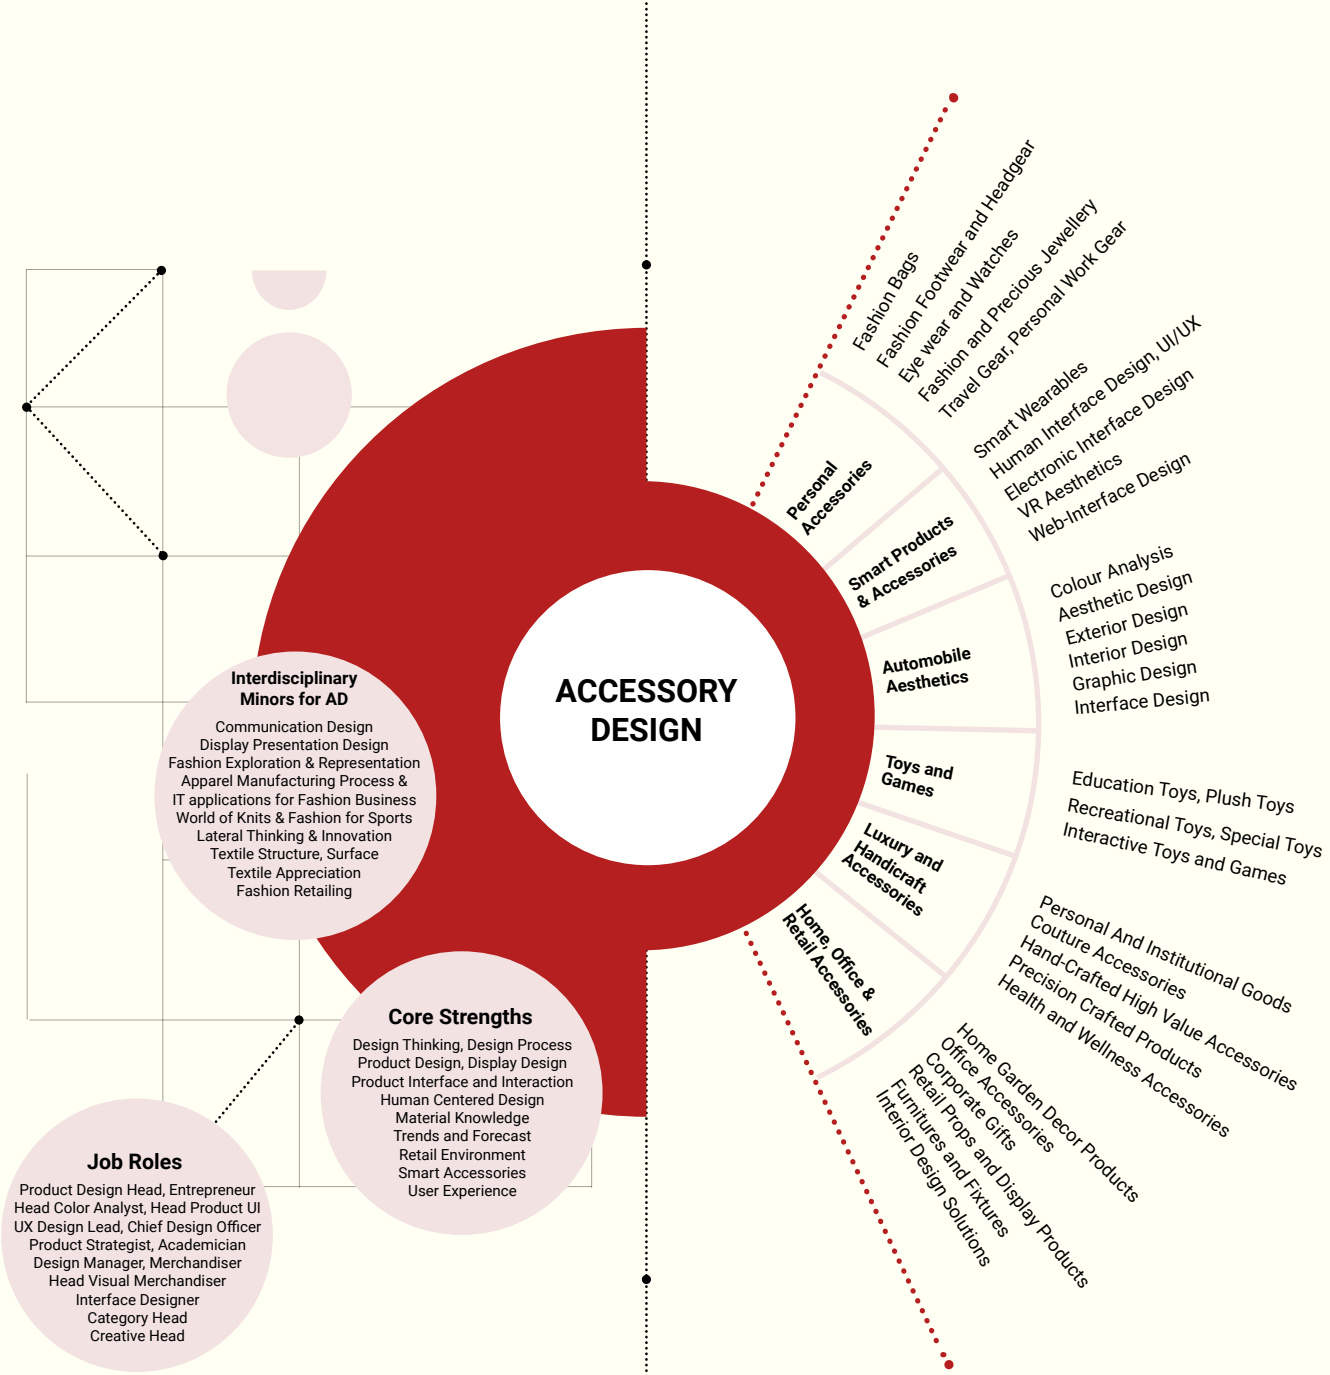 ACCESSORY
DESIGN
Personal
Accessories
Fashion Bags
Fashion Footwear and Headgear
Eye wear and Watches
Fashion and Precious Jewellery
Travel Gear, Personal Work Gear
Smart Products
& Accessories
Smart Wearables
Human Interface Design, UI/UX
Electronic Interface Design
VR Aesthetics
Web-Interface Design
Automobile
Aesthetics
Colour Analysis
Aesthetic Design
Exterior Design
Interior Design
Graphic Design
Interface Design
Toys and
Games
Education Toys, Plush Toys
Recreational Toys, Special Toys
Interactive Toys and Games
Luxury and
Handicraft
Accessories
Personal And Institutional Goods
Couture Accessories
Hand-Crafted High Value Accessories
Precision Crafted Products
Health and Wellness Accessories
Home, Office &
Retail Accessories
Home Garden Decor Products
Office Accessories
Corporate Gifts
Retail Props and Display Products
Furnitures and Fixtures
Interior Design Solutions
Interdisciplinary
Minors for AD
Communication Design
Display Presentation Design
Fashion Exploration & Representation
Apparel Manufacturing Process &
IT applications for Fashion Business
World of Knits & Fashion for Sports
Lateral Thinking & Innovation
Textile Structure, Surface
Textile Appreciation
Fashion Retailing
Core Strengths
Design Thinking, Design Process
Product Design, Display Design
Product Interface and Interaction
Human Centered Design
Material Knowledge
Trends and Forecast
Retail Environment
Smart Accessories
User Experience
Job Roles
Product Design Head, Entrepreneur
Head Color Analyst, Head Product UI
UX Design Lead, Chief Design Officer
Product Strategist, Academician
Design Manager, Merchandiser
Head Visual Merchandiser
Interface Designer
Category Head
Creative Head